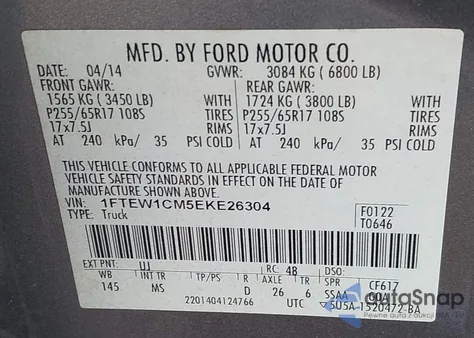 MFD. BY FORD MOTOR CO.
DATE: 04/14 GVWR: 3084 KG (6800 LB)
FRONT GAWR: REAR GAWR:
1565 KG (3450 LB) WITH 1724 KG (3800 LB) WITH
P255/65R17 108S TIRES P255/65R17 108S TIRES
17x7.5J RIMS 17x7.5J RIMS
AT 240 kPa/ 35 PSI COLD AT 240 kPa/ 35 PSI COLD
THIS VEHICLE CONFORMS TO ALL APPLICABLE FEDERAL MOTOR
VEHICLE SAFETY STANDARDS IN EFFECT ON THE DATE OF
MANUFACTURE SHOWN ABOVE.
VIN: 1FTEW1CM5EKE26304 F0122
TYPE: Truck T0646
EXT PNT: UJ RC: 48 DSO:
WB INT TR TP/PS R AXLE TR SPR CF617
145 MS D 26 6 SSAA
2201404124766 UTC 5U5A-1520472-BA
autoSnap